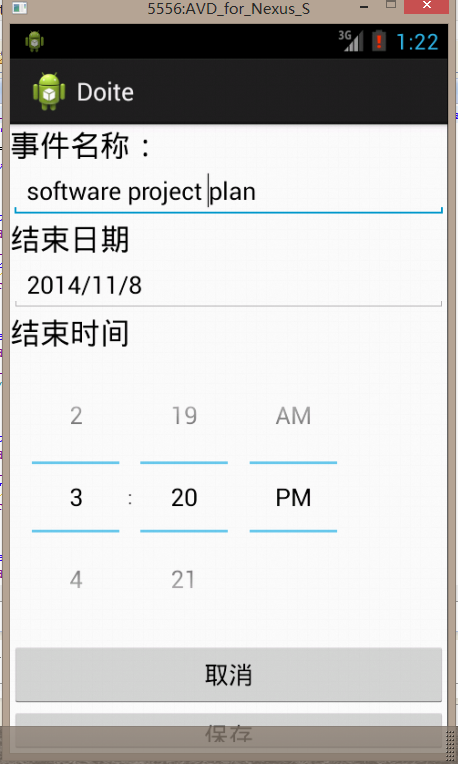 5556:AVD_for_Nexus_S
3G 1:22
Doite
事件名称：
software project plan
结束日期
2014/11/8
结束时间
2 19 AM
3 : 20 PM
4 21
取消
保存